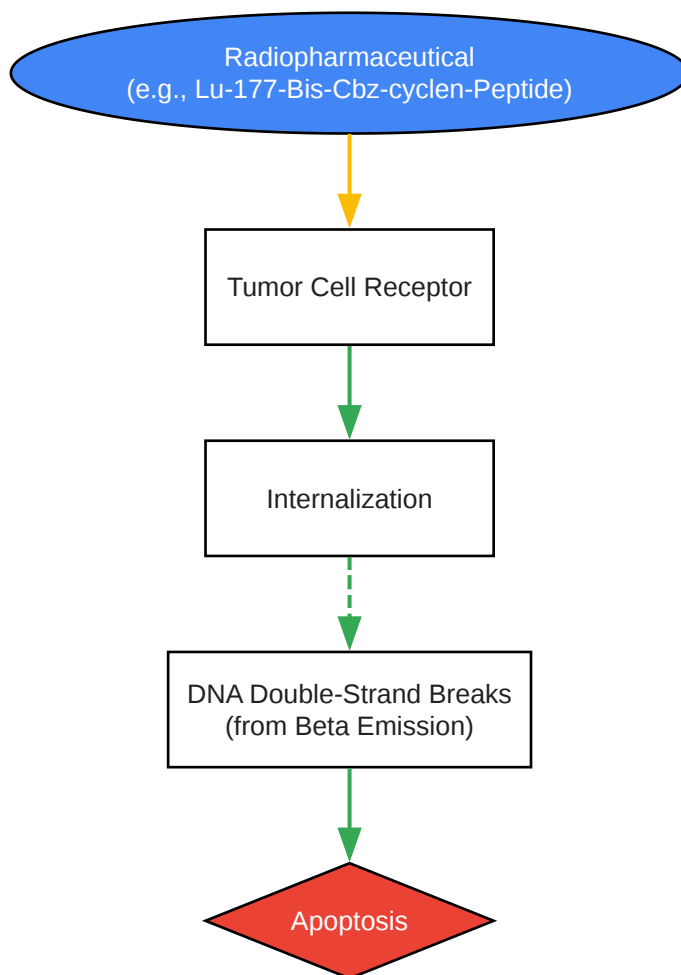 Radiopharmaceutical
(e.g., Lu-177-Bis-Cbz-cyclen-Peptide)
Tumor Cell Receptor
Internalization
DNA Double-Strand Breaks
(from Beta Emission)
Apoptosis